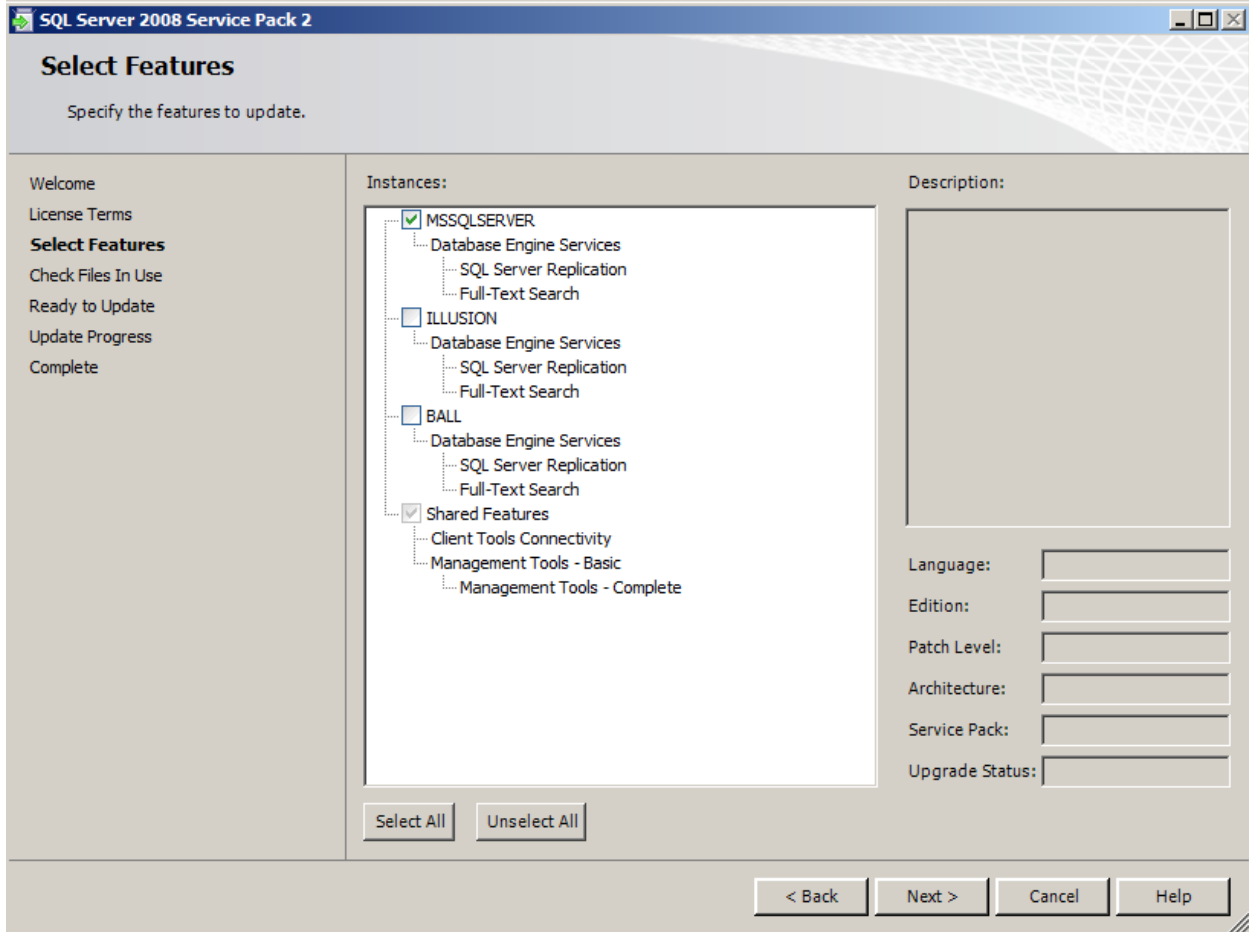 SQL Server 2008 Service Pack 2
Select Features
Specify the features to update.
Welcome
License Terms
Select Features
Check Files In Use
Ready to Update
Update Progress
Complete
Instances:
MSSQLSERVER
Database Engine Services
SQL Server Replication
Full-Text Search
ILLUSION
Database Engine Services
SQL Server Replication
Full-Text Search
BALL
Database Engine Services
SQL Server Replication
Full-Text Search
Shared Features
Client Tools Connectivity
Management Tools - Basic
Management Tools - Complete
Select All
Unselect All
Description:
Language:
Edition:
Patch Level:
Architecture:
Service Pack:
Upgrade Status:
< Back
Next >
Cancel
Help